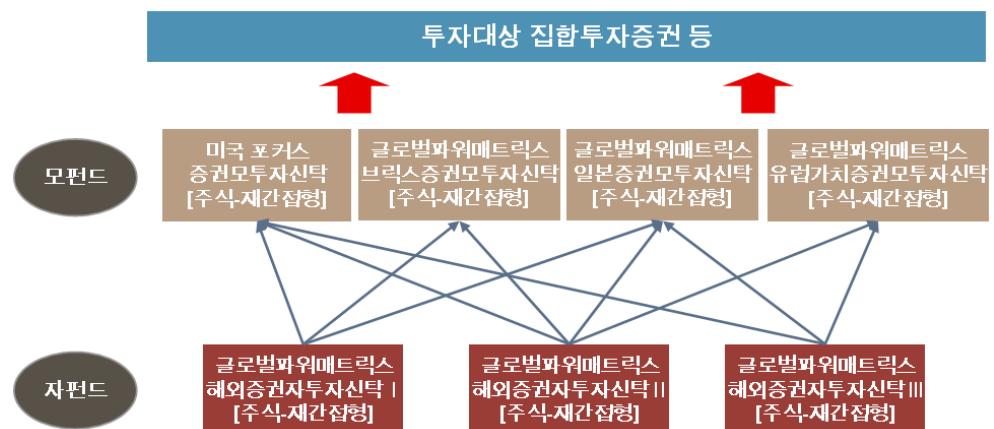 투자대상 집합투자증권 등
모펀드
미국 포커스
증권모투자신탁
[주식-재간접형]
글로벌파워매트릭스
브릭스증권모투자신탁
[주식-재간접형]
글로벌파워매트릭스
일본증권모투자신탁
[주식-재간접형]
글로벌파워매트릭스
유럽가치증권모투자신탁
[주식-재간접형]
자펀드
글로벌파워매트릭스
해외증권자투자신탁Ⅰ
[주식-재간접형]
글로벌파워매트릭스
해외증권자투자신탁Ⅱ
[주식-재간접형]
글로벌파워매트릭스
해외증권자투자신탁Ⅲ
[주식-재간접형]